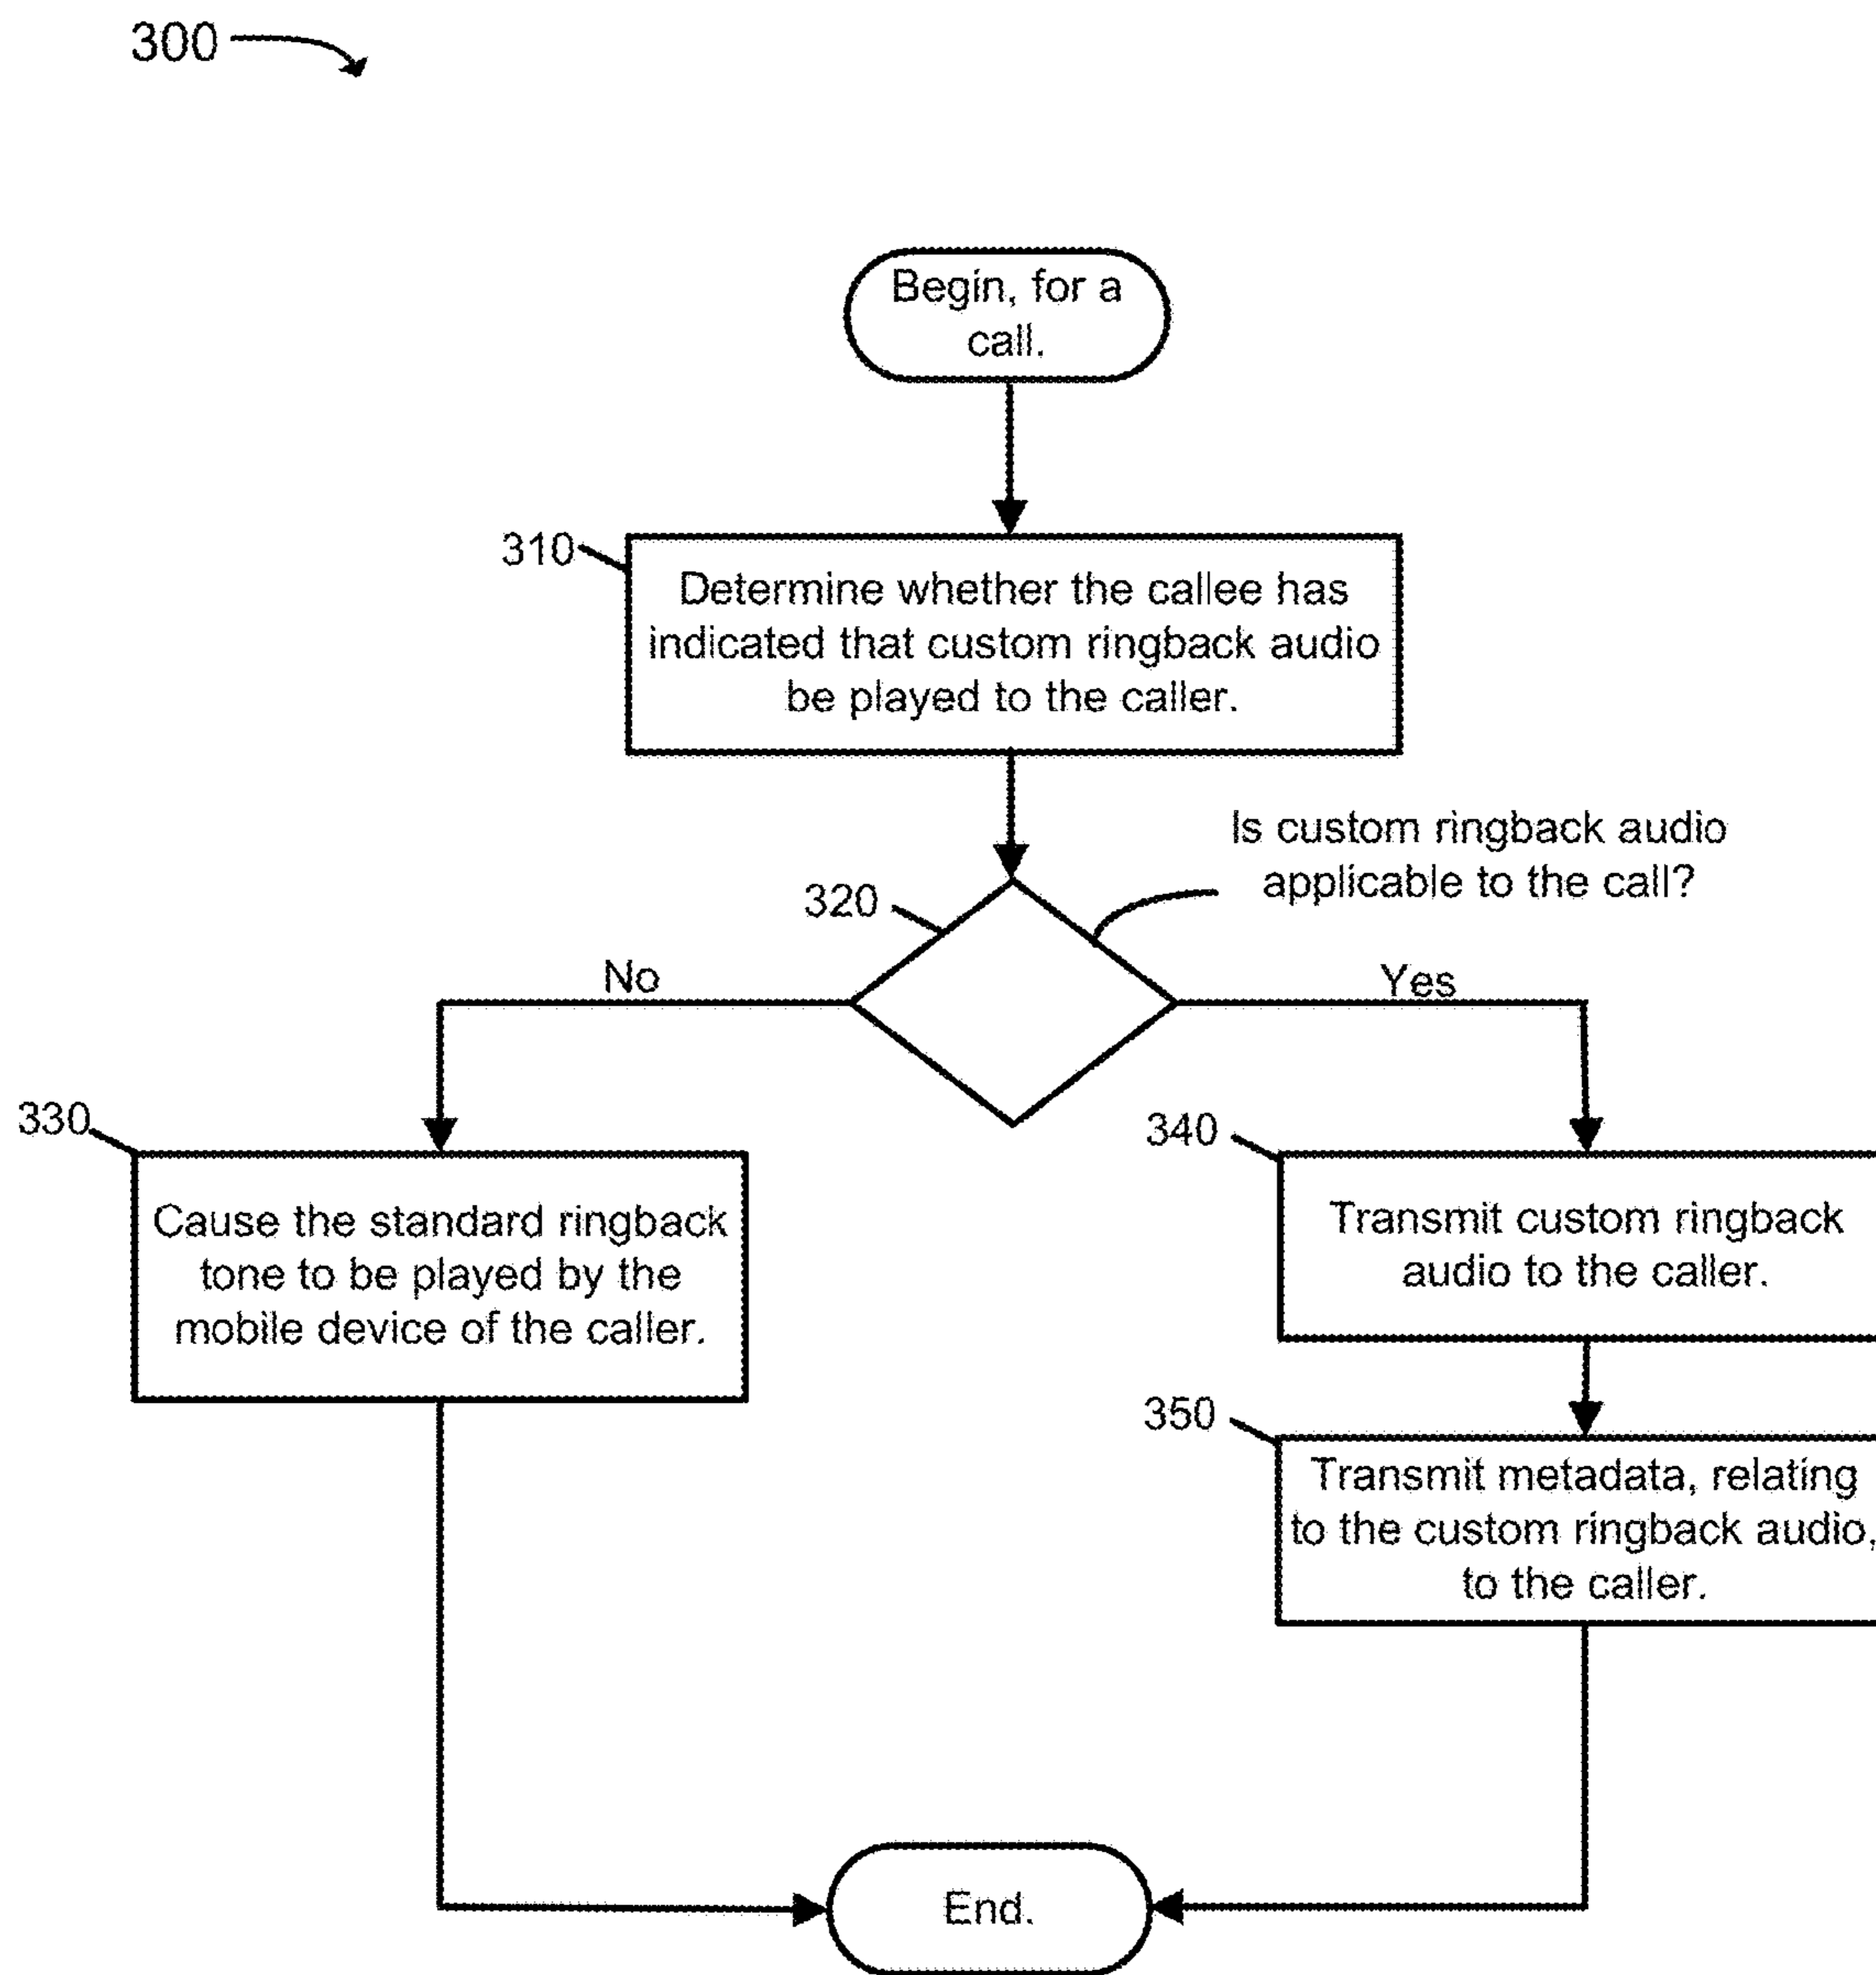 300
Begin, for a
call.
310
Determine whether the callee has
indicated that custom ringback audio
be played to the caller.
Is custom ringback audio
applicable to the call?
320
No
Yes
330
Cause the standard ringback
tone to be played by the
mobile device of the caller.
340
Transmit custom ringback
audio to the caller.
350
Transmit metadata, relating
to the custom ringback audio,
to the caller.
End.